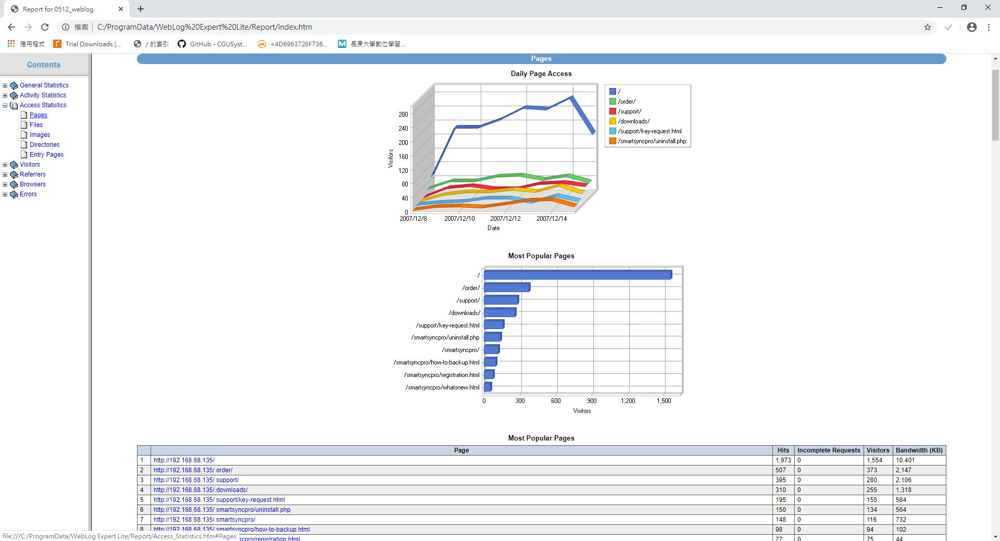 Report for 0512_weblog
檔案 C:/ProgramData/WebLog%20Expert%20Lite/Report/index.htm
應用程式
Trial Downloads |...
/ 的索引
GitHub - CGUSyst...
<4D6963726F736...
長庚大學數位學習...
Contents
General Statistics
Activity Statistics
Access Statistics
Pages
Files
Images
Directories
Entry Pages
Visitors
Referrers
Browsers
Errors
Pages
Daily Page Access
280
240
200
160
120
80
40
0
Visitors
2007/12/8 2007/12/10 2007/12/12 2007/12/14
Date
/
/order/
/support/
/downloads/
/support/key-request.html
/smartsyncpro/uninstall.php
Most Popular Pages
/
/order/
/support/
/downloads/
/support/key-request.html
/smartsyncpro/uninstall.php
/smartsyncpro/
/smartsyncpro/how-to-backup.html
/smartsyncpro/registration.html
/smartsyncpro/whatsnew.html
0 300 600 900 1,200 1,500
Visitors
Most Popular Pages
Page Hits Incomplete Requests Visitors Bandwidth (KB)
1 http://192.168.68.135/ 1,973 0 1,554 10,401
2 http://192.168.68.135/ order/ 507 0 373 2,147
3 http://192.168.68.135/ support/ 395 0 280 2,106
4 http://192.168.68.135/ downloads/ 310 0 255 1,318
5 http://192.168.68.135/ support/key-request.html 195 0 155 584
6 http://192.168.68.135/ smartsyncpro/uninstall.php 150 0 134 564
7 http://192.168.68.135/ smartsyncpro/ 148 0 116 732
8 http://192.168.68.135/ smartsyncpro/how-to-backup.html 98 0 94 102
ncpro/registration.html 77 0 75 44
file:///C:/ProgramData/WebLog Expert Lite/Report/Access_Statistics.htm#Pages